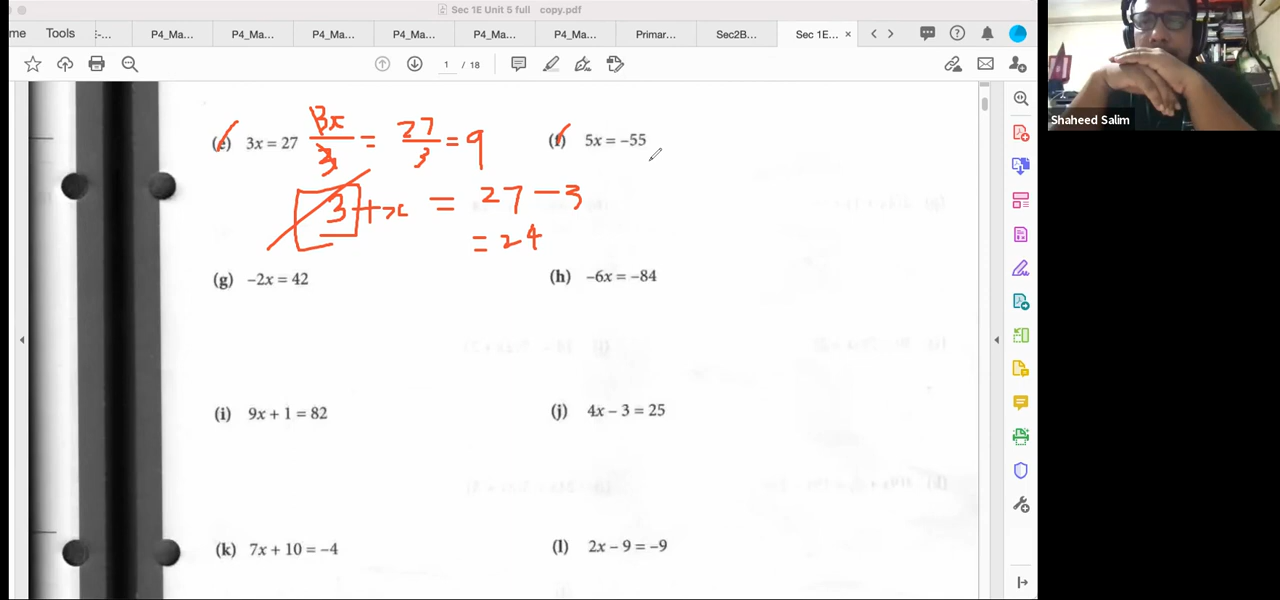 Sec 1E Unit 5 full copy.pdf
me Tools E-... P4_Ma... P4_Ma... P4_Ma... P4_Ma... P4_Ma... P4_Ma... Primar... Sec2B... Sec 1E... ×
1 / 18
Shaheed Salim
(e) 3x = 27 3x/3 = 27/3 = 9
(f) 5x = –55
3 + x = 27 – 3
= 24
(g) –2x = 42
(h) –6x = –84
(i) 9x + 1 = 82
(j) 4x – 3 = 25
(k) 7x + 10 = –4
(l) 2x – 9 = –9